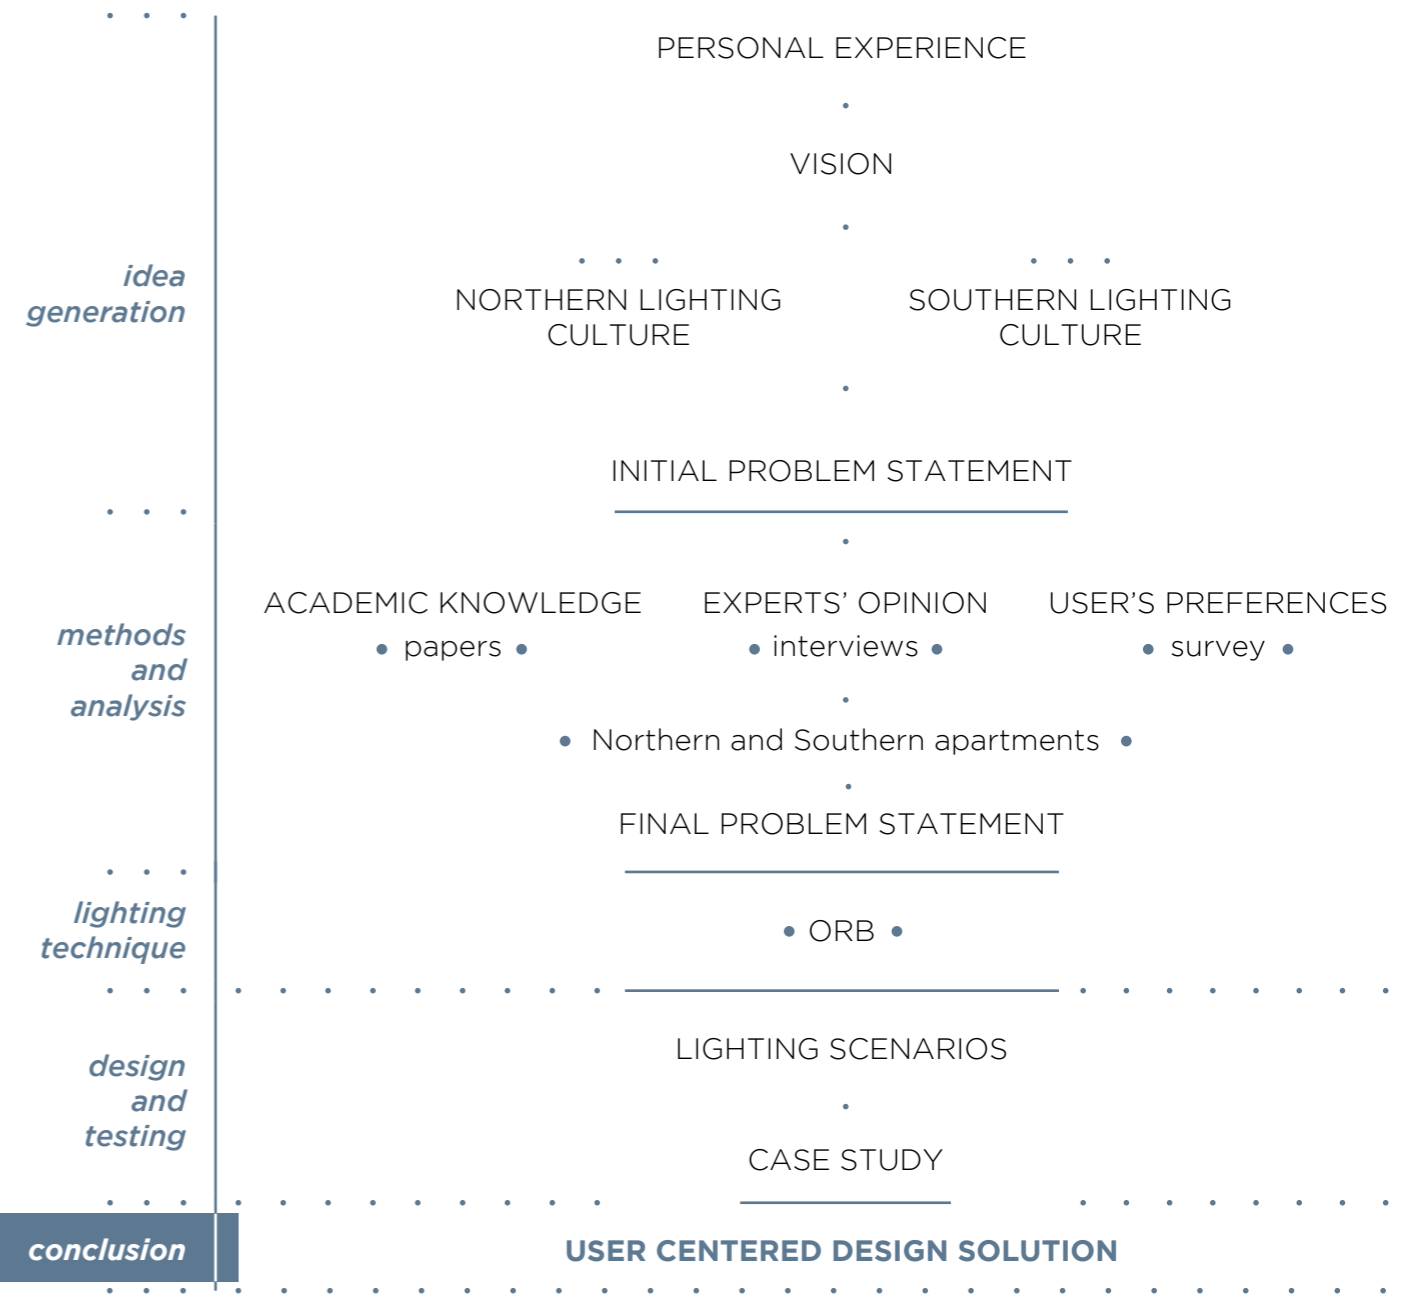 PERSONAL EXPERIENCE
VISION
idea
generation
NORTHERN LIGHTING
CULTURE
SOUTHERN LIGHTING
CULTURE
INITIAL PROBLEM STATEMENT
methods
and
analysis
ACADEMIC KNOWLEDGE
• papers •
EXPERTS’ OPINION
• interviews •
USER’S PREFERENCES
• survey •
• Northern and Southern apartments •
FINAL PROBLEM STATEMENT
lighting
technique
• ORB •
design
and
testing
LIGHTING SCENARIOS
CASE STUDY
conclusion
USER CENTERED DESIGN SOLUTION